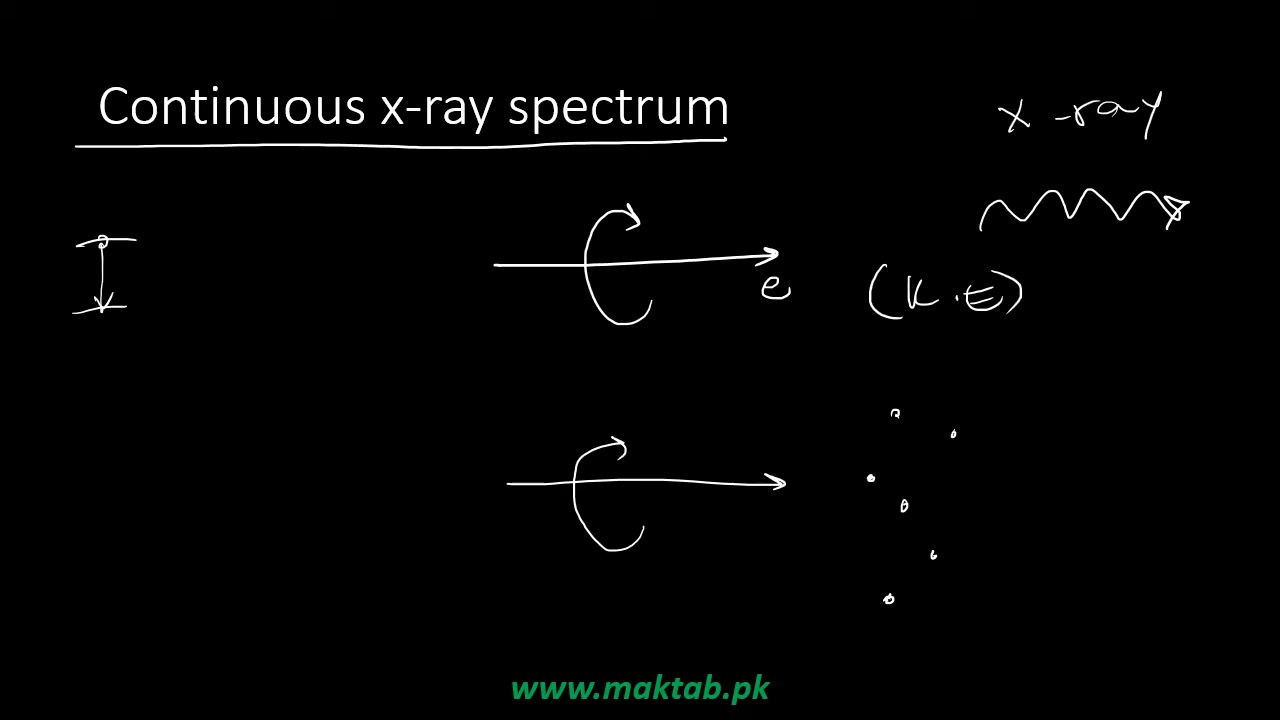 Continuous x-ray spectrum
x-ray
e
(K.E)
www.maktab.pk